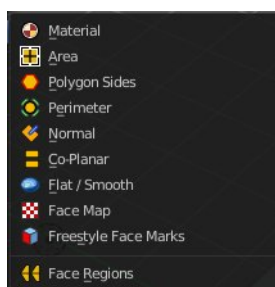 Material
Area
Polygon Sides
Perimeter
Normal
Co-Planar
Flat / Smooth
Face Map
Freestyle Face Marks
Face Regions